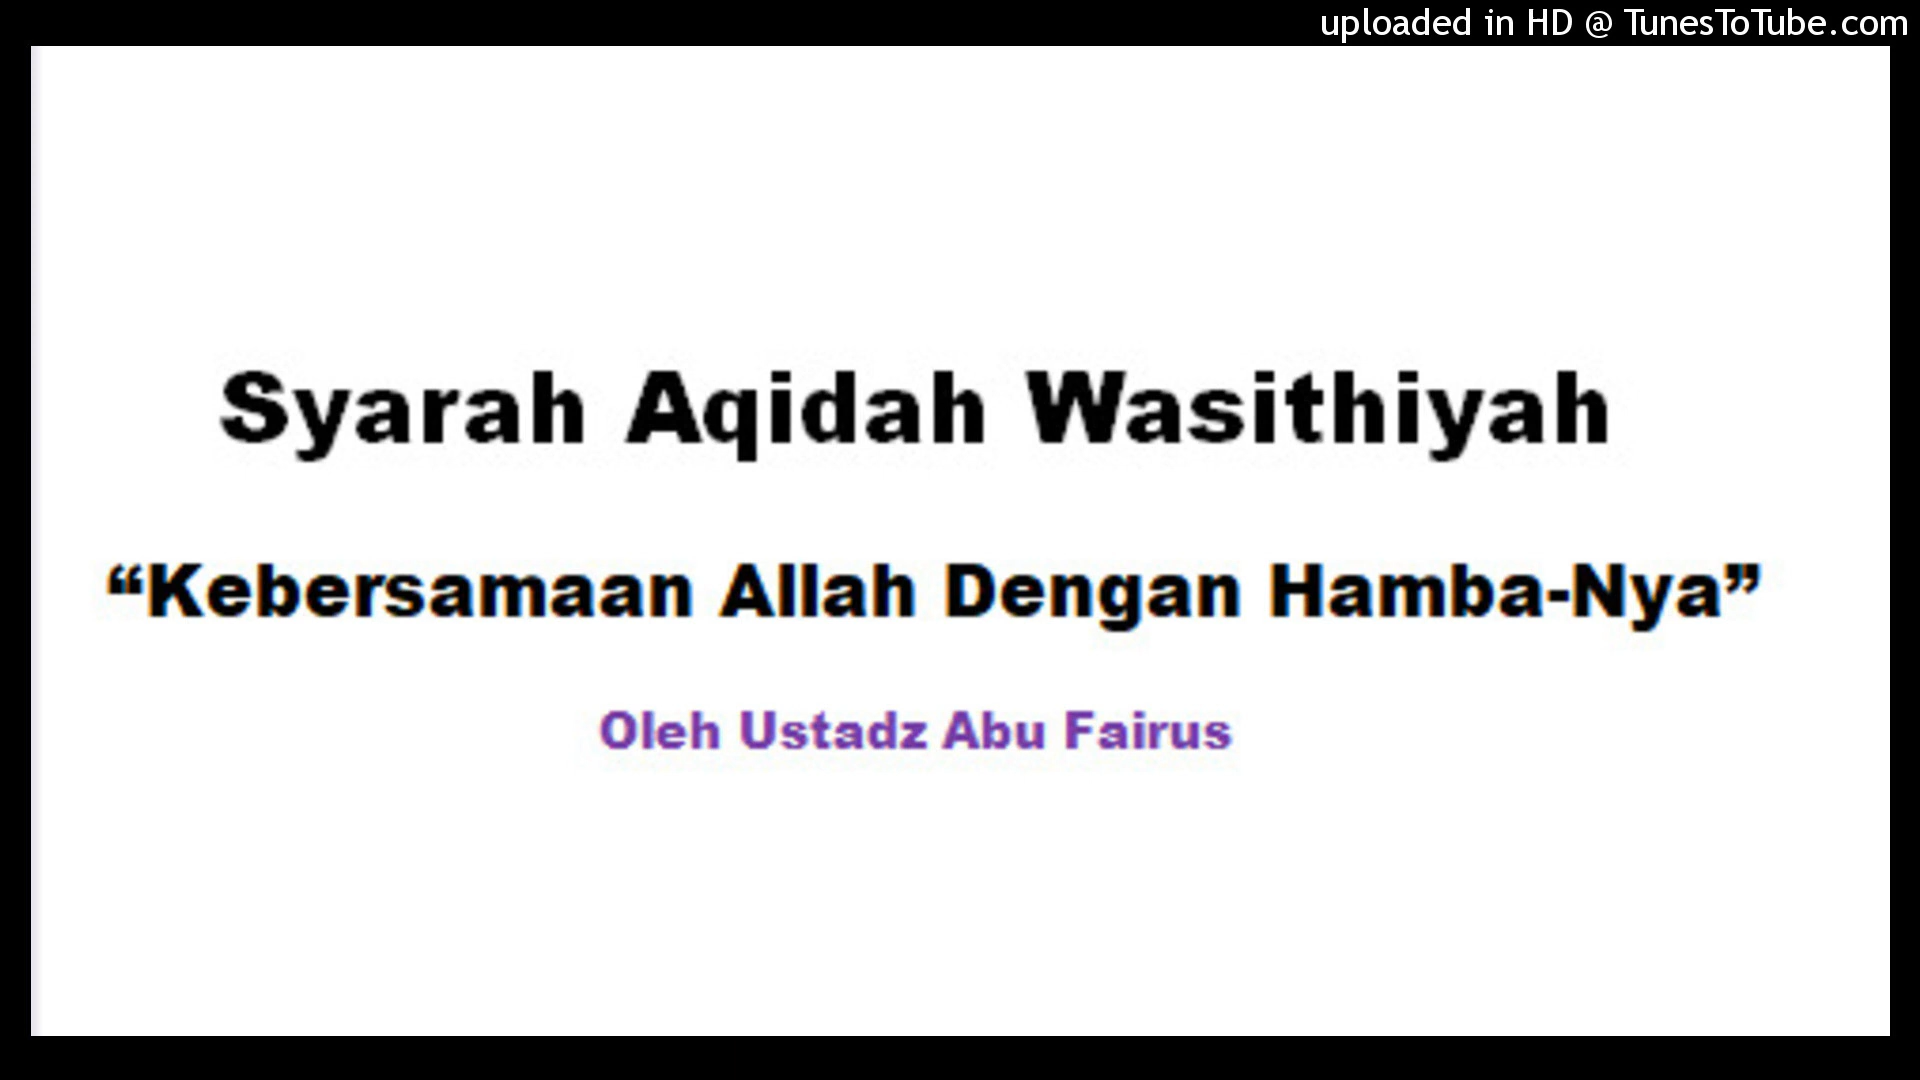 uploaded in HD @ TunesToTube.com
Syarah Aqidah Wasithiyah
“Kebersamaan Allah Dengan Hamba-Nya”
Oleh Ustadz Abu Fairus